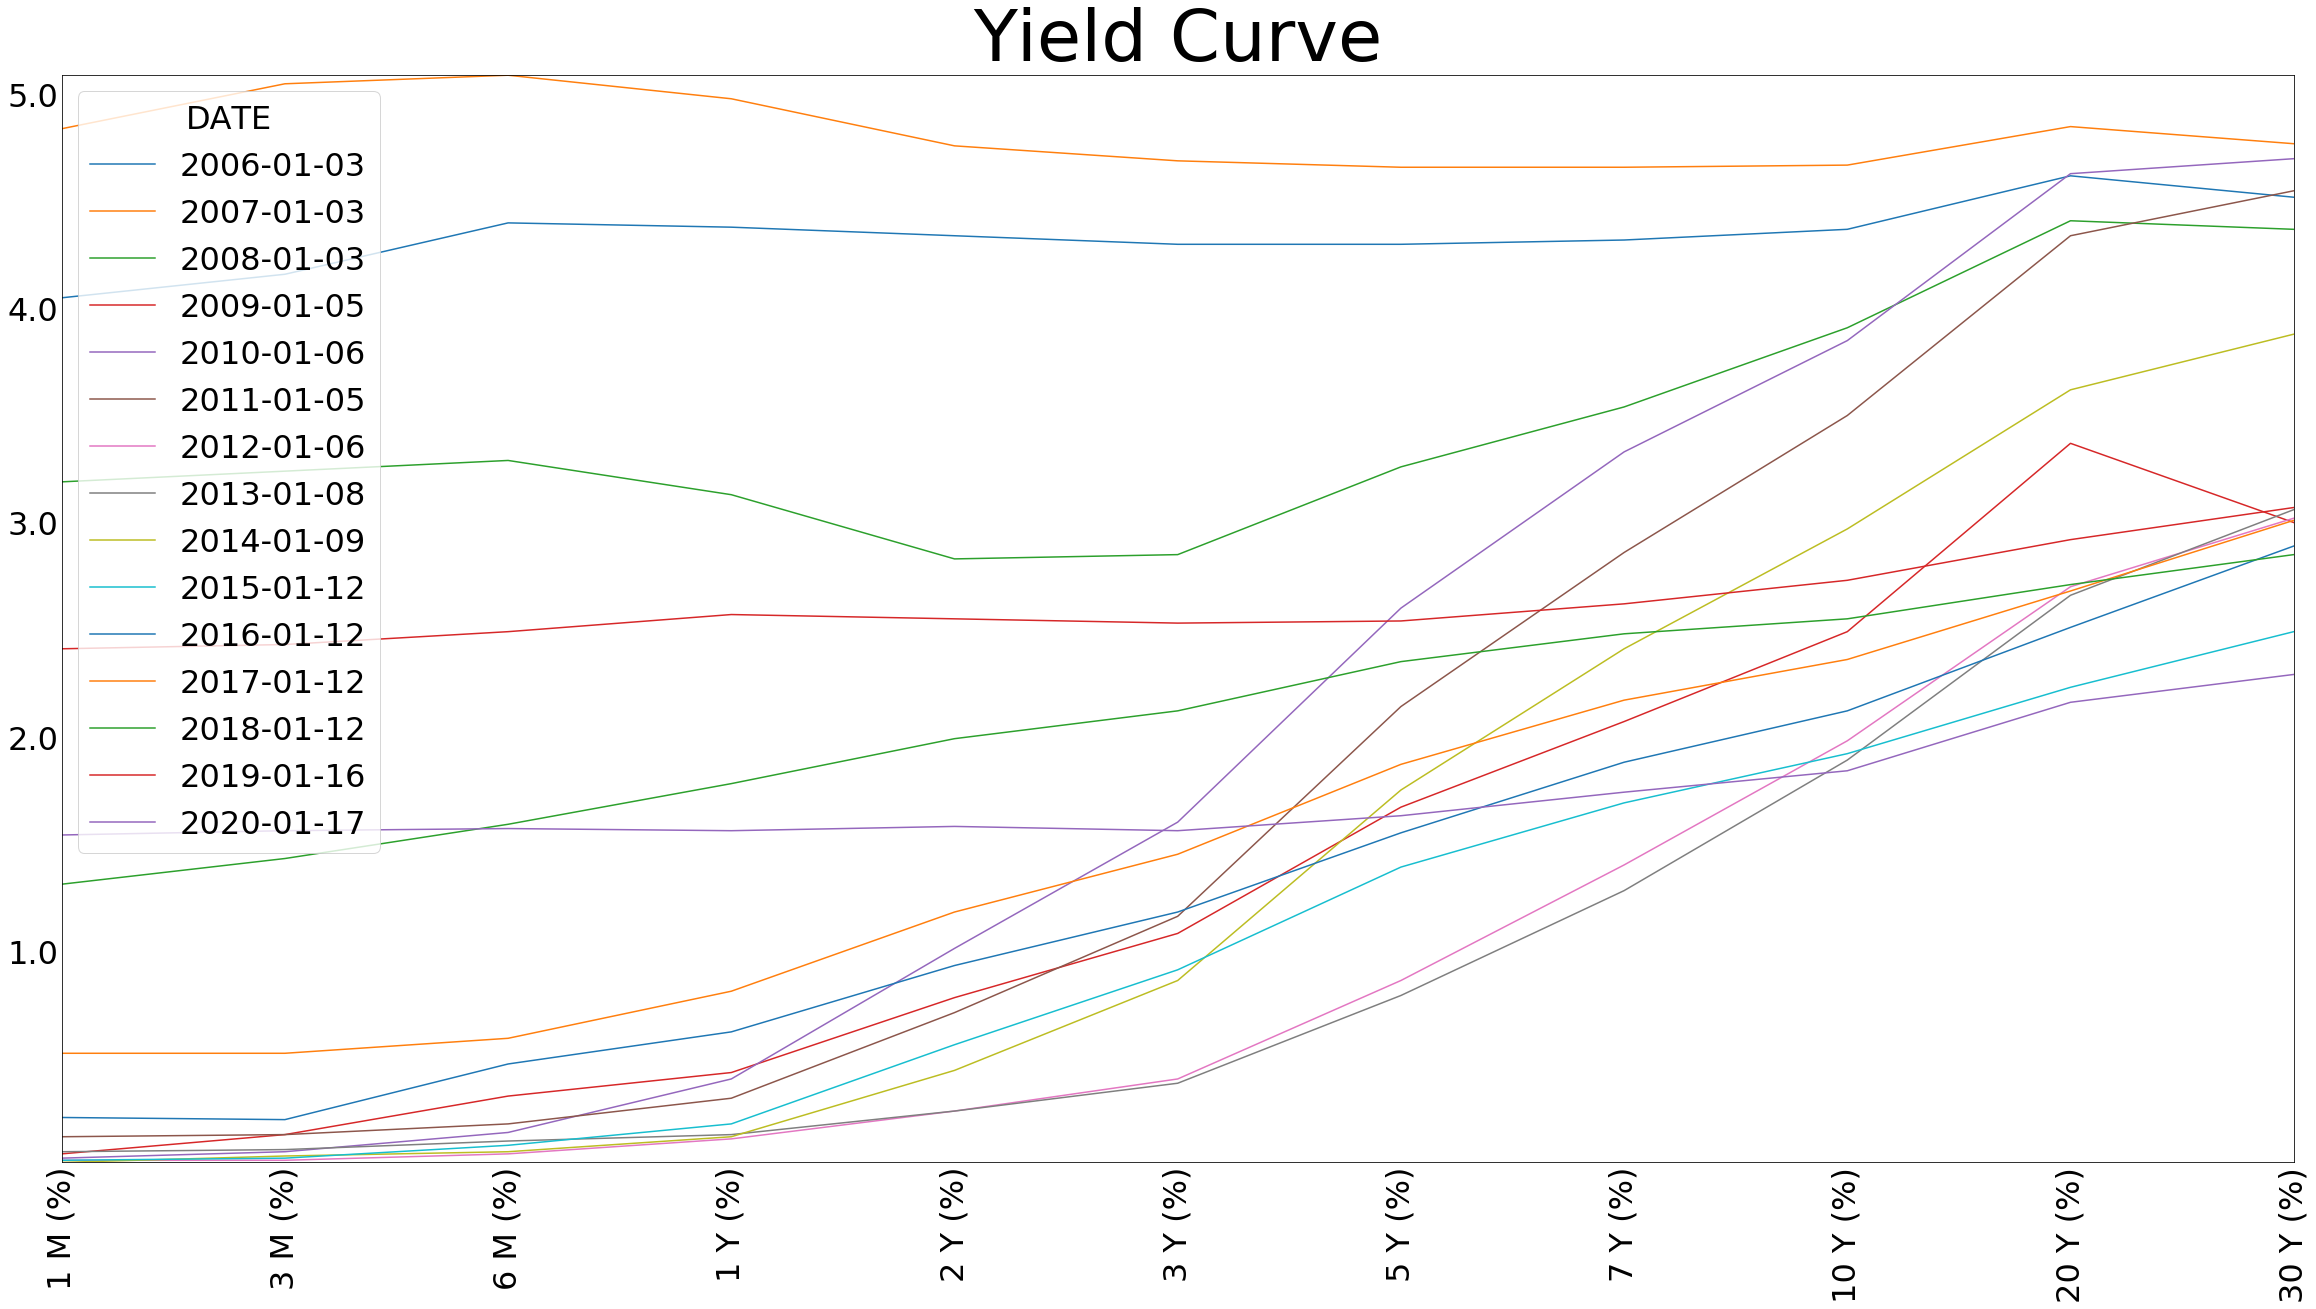 Yield Curve
5.0
4.0
3.0
2.0
1.0
DATE
2006-01-03
2007-01-03
2008-01-03
2009-01-05
2010-01-06
2011-01-05
2012-01-06
2013-01-08
2014-01-09
2015-01-12
2016-01-12
2017-01-12
2018-01-12
2019-01-16
2020-01-17
1 M (%)
3 M (%)
6 M (%)
1 Y (%)
2 Y (%)
3 Y (%)
5 Y (%)
7 Y (%)
10 Y (%)
20 Y (%)
30 Y (%)